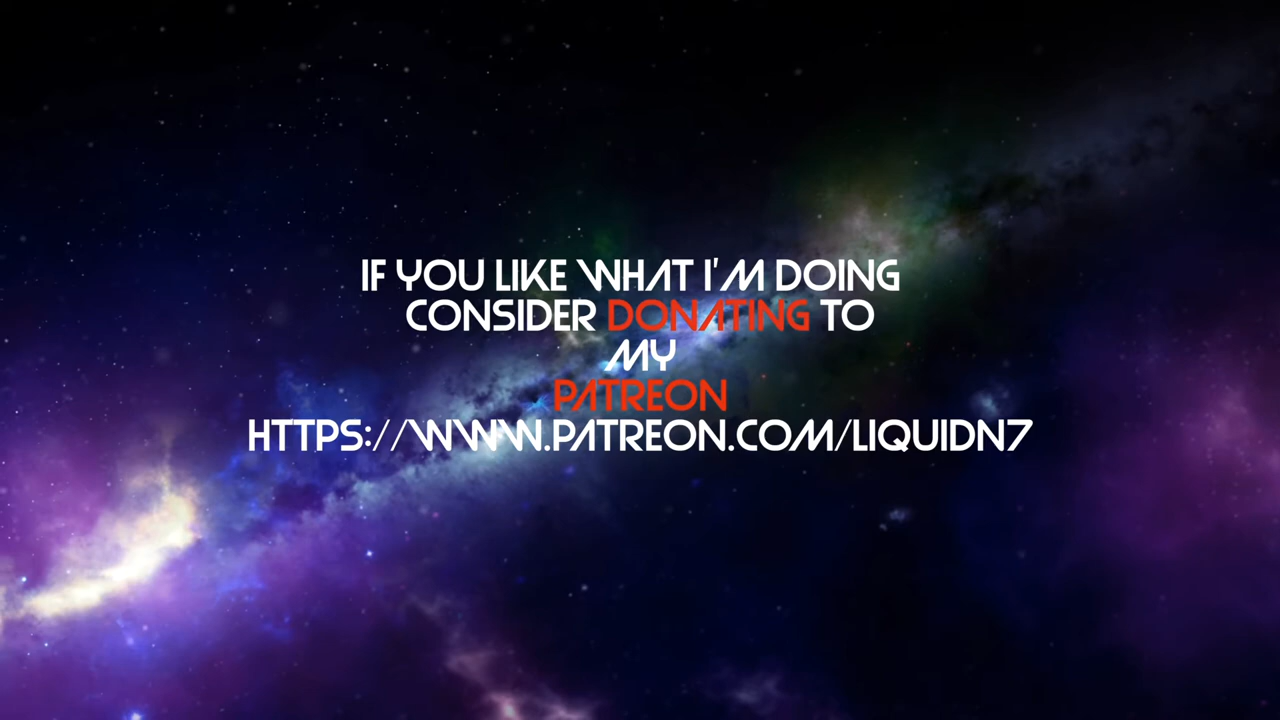 IF YOU LIKE WHAT I'M DOING
CONSIDER DONATING TO
MY
PATREON
HTTPS://WWW.PATREON.COM/LIQUIDN7